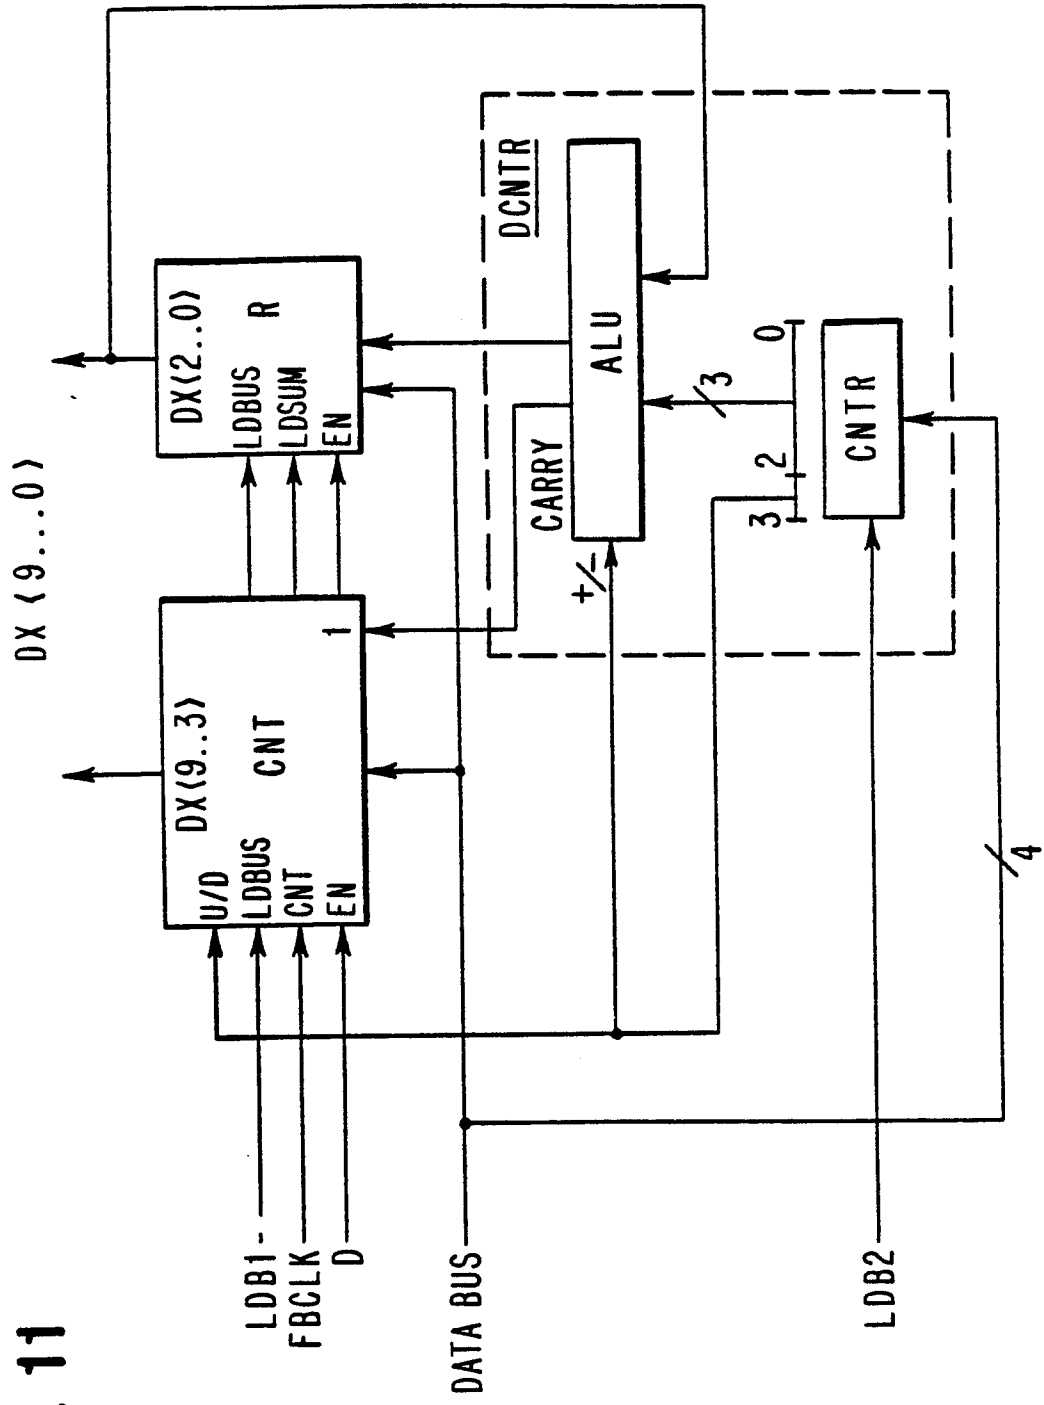 . 11
DX ⟨9...0⟩
DX⟨9..3⟩
CNT
U/D
LDBUS
CNT
EN
1
DX⟨2..0⟩
R
LDBUS
LDSUM
EN
LDB1-
FBCLK
D
DATA BUS
LDB2
DCNTR
CARRY
+/-
ALU
3
3
2
0
CNTR
4